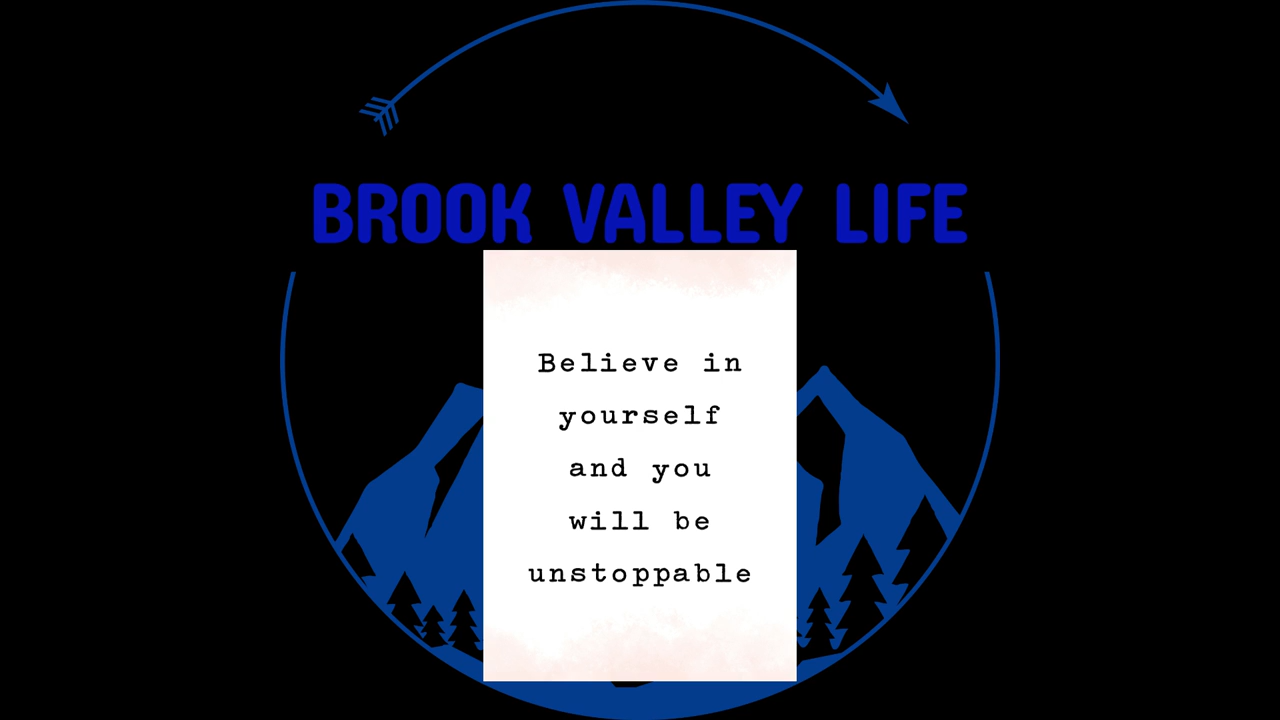 BROOK VALLEY LIFE
Believe in
yourself
and you
will be
unstoppable